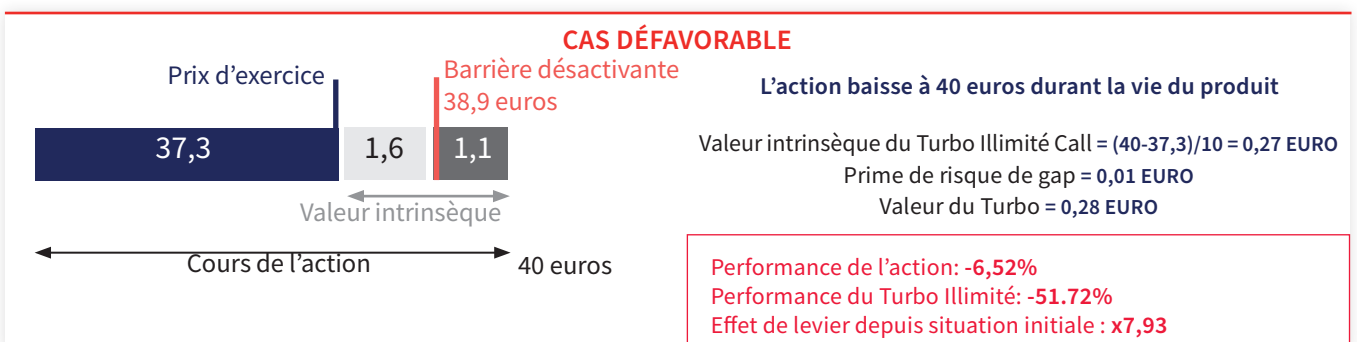 CAS DÉFAVORABLE
Prix d’exercice
Barrière désactivante
38,9 euros
37,3
1,6
1,1
Valeur intrinsèque
Cours de l’action
40 euros
L’action baisse à 40 euros durant la vie du produit
Valeur intrinsèque du Turbo Illimité Call = (40-37,3)/10 = 0,27 EURO
Prime de risque de gap = 0,01 EURO
Valeur du Turbo = 0,28 EURO
Performance de l’action: -6,52%
Performance du Turbo Illimité: -51.72%
Effet de levier depuis situation initiale : x7,93